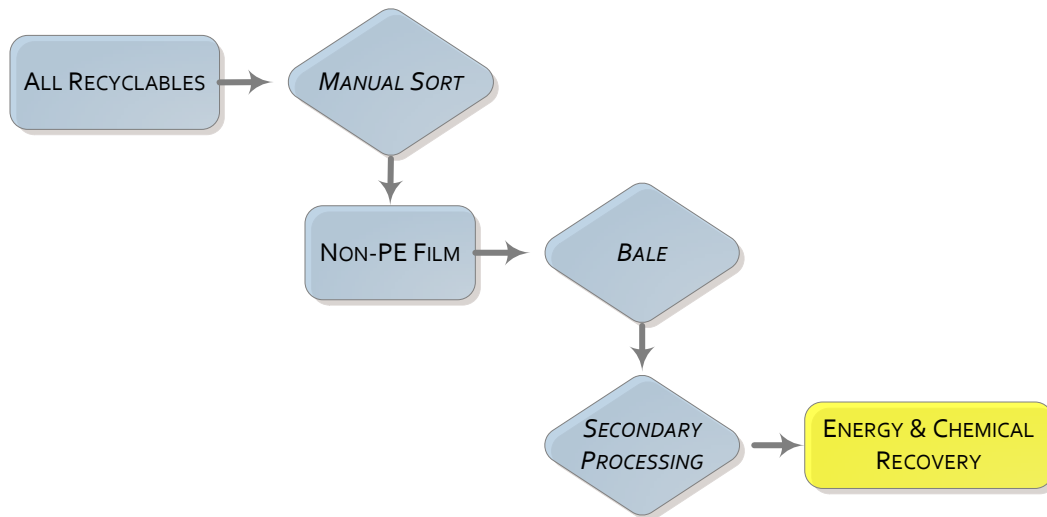 All Recyclables
Manual Sort
Non-PE Film
Bale
Secondary
Processing
Energy & Chemical
Recovery